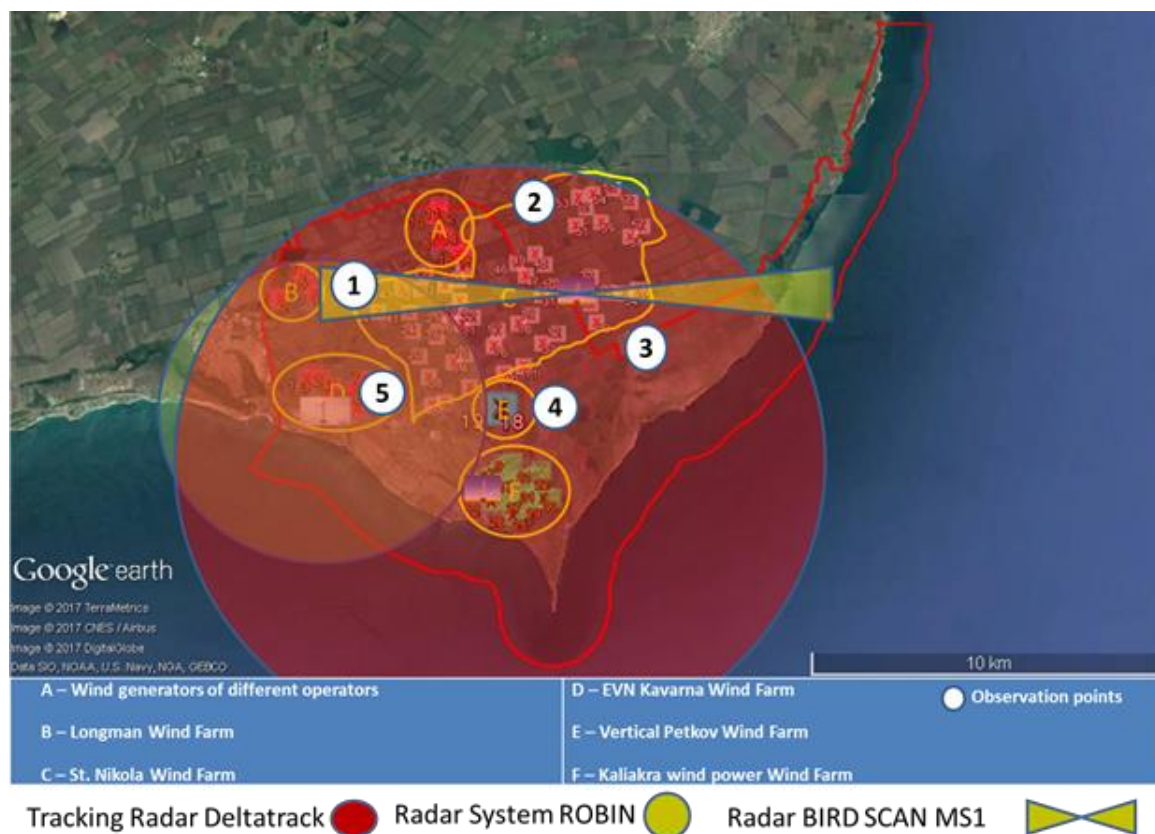 A
2
B
1
C
3
D
5
E
4
19 18
F
Google earth
Image © 2017 TerraMetrics
Image © 2017 CNES / Airbus
Image © 2017 DigitalGlobe
Data SIO, NOAA, U.S. Navy, NGA, GEBCO
10 km
A – Wind generators of different operators
B – Longman Wind Farm
C – St. Nikola Wind Farm
D – EVN Kavarna Wind Farm
E – Vertical Petkov Wind Farm
F – Kaliakra wind power Wind Farm
Observation points
Tracking Radar Deltatrack
Radar System ROBIN
Radar BIRD SCAN MS1